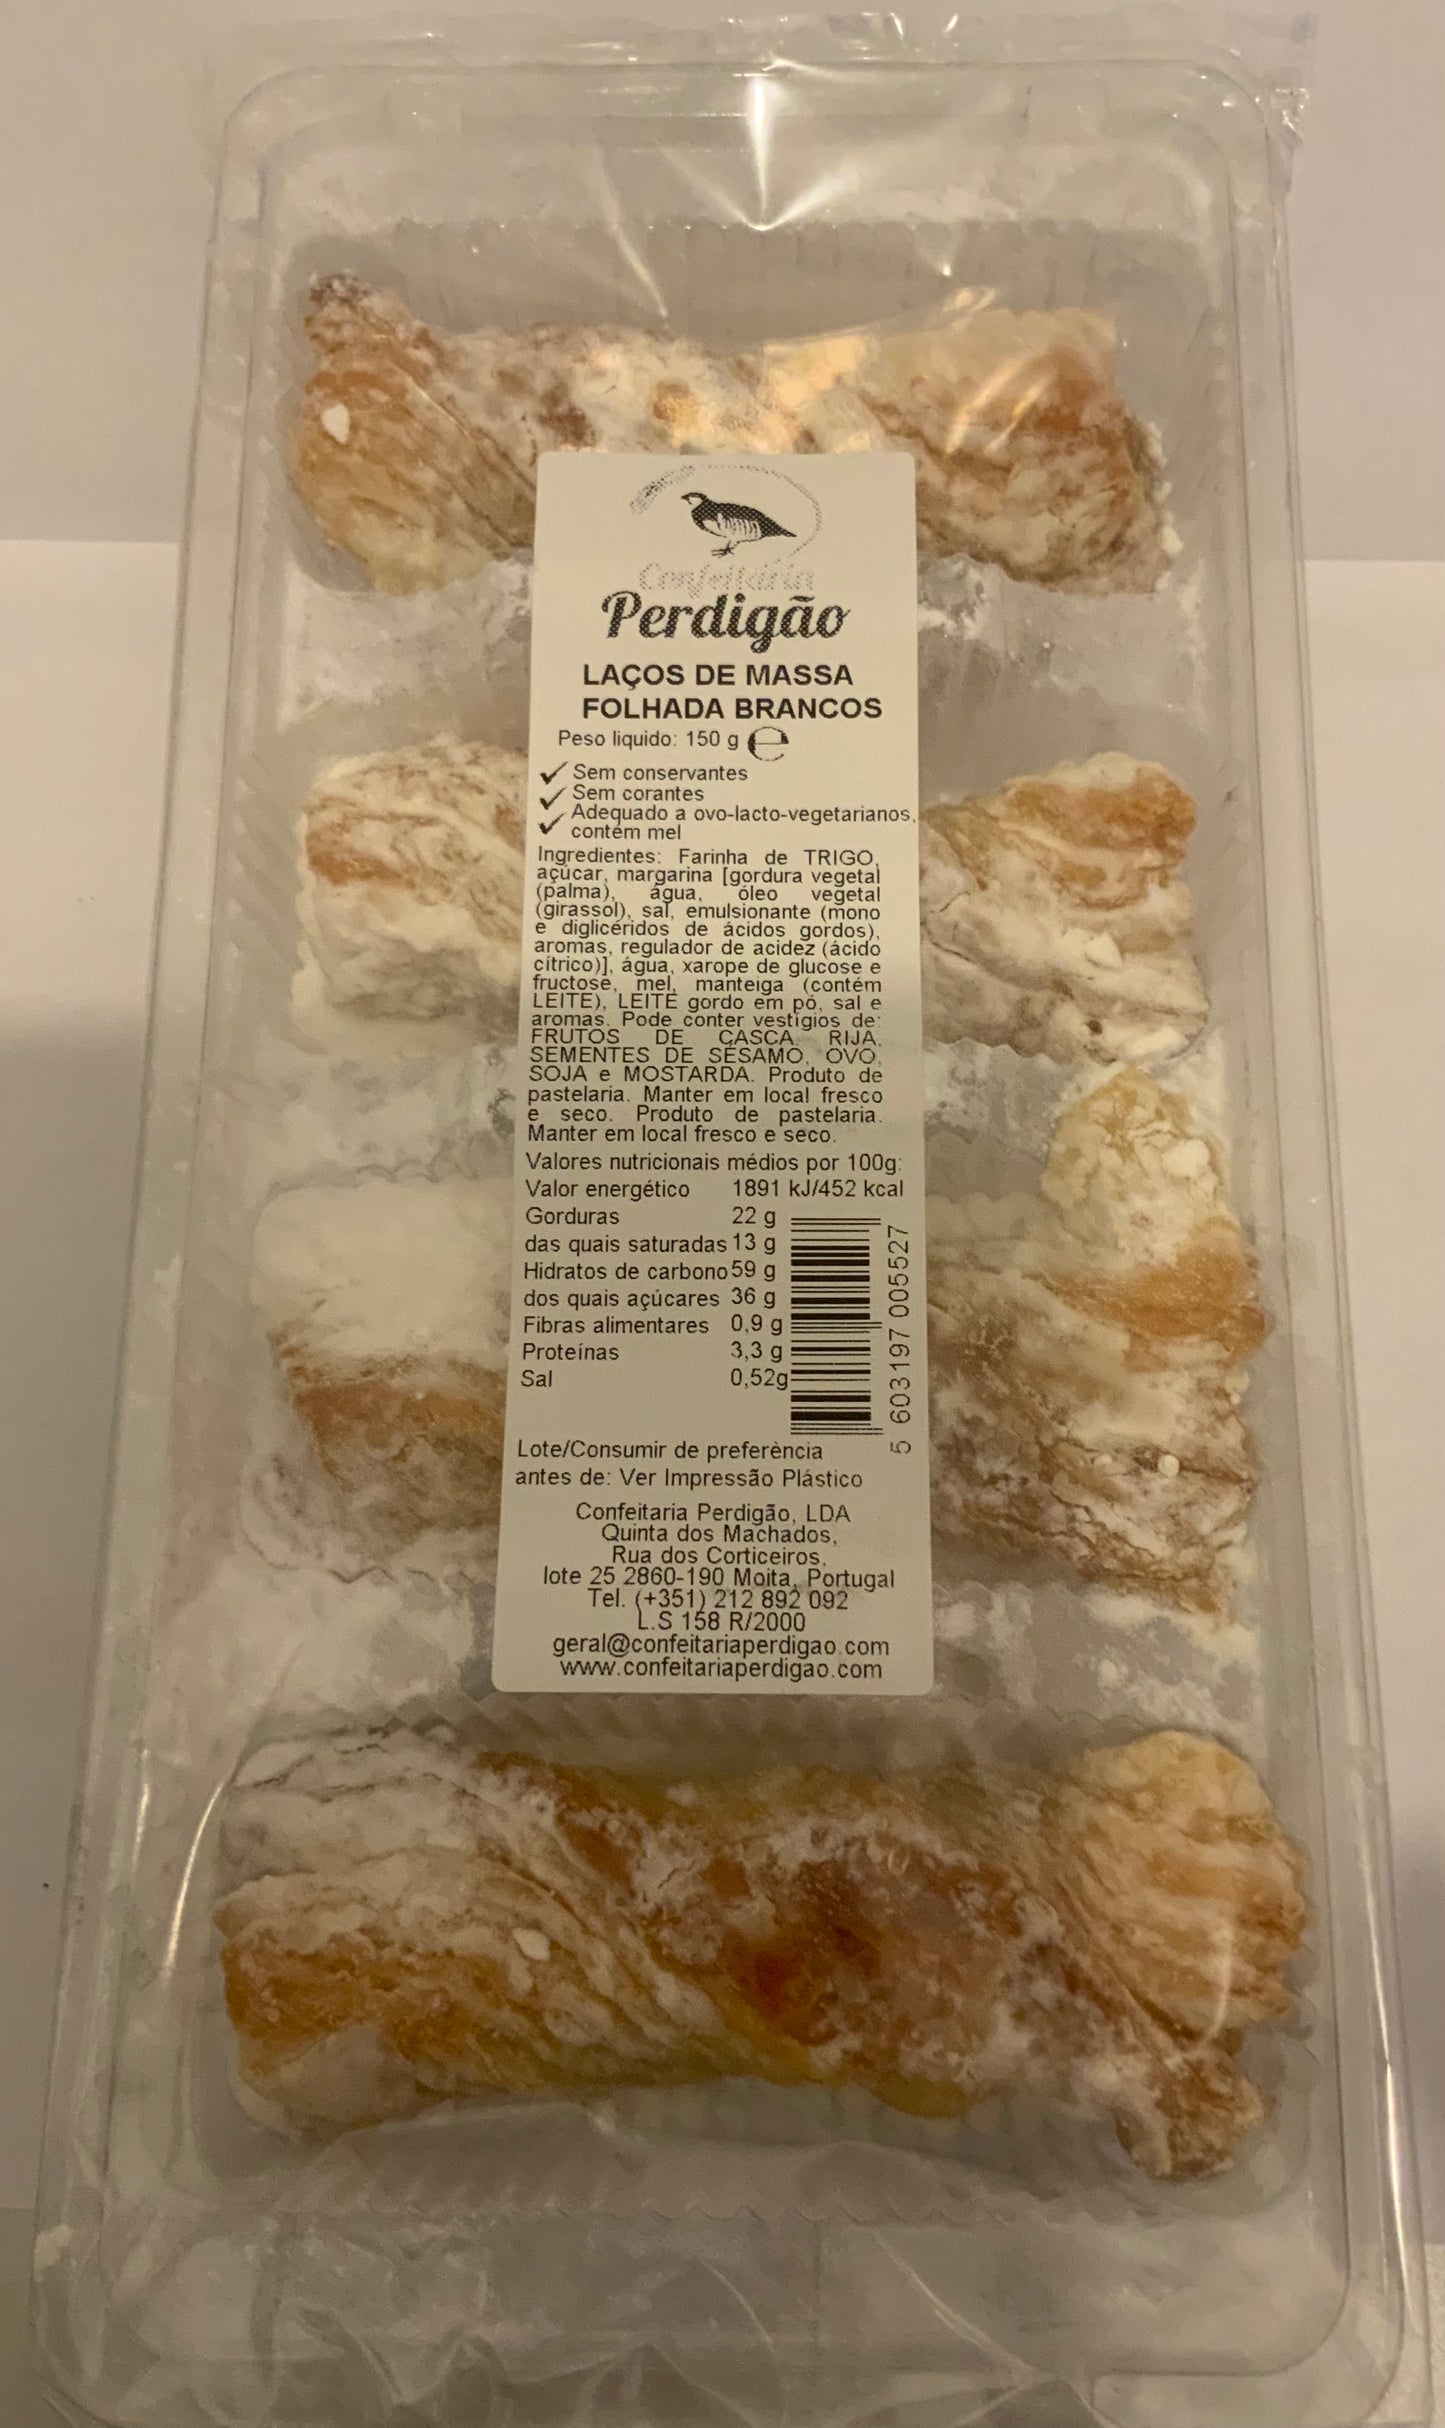 Confeitaria
Perdigão
LAÇOS DE MASSA
FOLHADA BRANCOS
Peso liquido: 150 g ℮
Sem conservantes
Sem corantes
Adequado a ovo-lacto-vegetarianos,
contém mel
Ingredientes: Farinha de TRIGO,
açúcar, margarina [gordura vegetal
(palma), água, óleo vegetal
(girassol), sal, emulsionante (mono
e diglicéridos de ácidos gordos),
aromas, regulador de acidez (ácido
cítrico)], água, xarope de glucose e
fructose, mel, manteiga (contém
LEITE), LEITE gordo em pó, sal e
aromas. Pode conter vestígios de:
FRUTOS DE CASCA RIJA,
SEMENTES DE SÉSAMO, OVO,
SOJA e MOSTARDA. Produto de
pastelaria. Manter em local fresco
e seco. Produto de pastelaria.
Manter em local fresco e seco.
Valores nutricionais médios por 100g:
Valor energético 1891 kJ/452 kcal
Gorduras 22 g
das quais saturadas 13 g
Hidratos de carbono 59 g
dos quais açúcares 36 g
Fibras alimentares 0,9 g
Proteínas 3,3 g
Sal 0,52g
5 603197 005527
Lote/Consumir de preferência
antes de: Ver Impressão Plástico
Confeitaria Perdigão, LDA
Quinta dos Machados,
Rua dos Corticeiros,
lote 25 2860-190 Moita, Portugal
Tel. (+351) 212 892 092
L.S 158 R/2000
geral@confeitariaperdigao.com
www.confeitariaperdigao.com